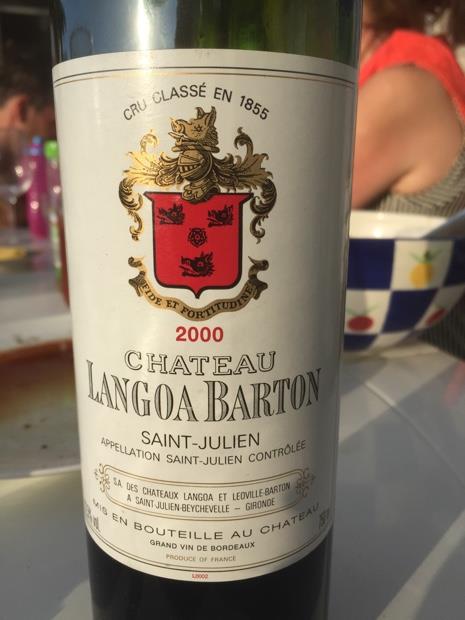 CRU CLASSÉ EN 1855
FIDE ET FORTITUDINE
2000
CHATEAU
LANGOA BARTON
SAINT-JULIEN
APPELLATION SAINT-JULIEN CONTRÔLÉE
SA DES CHATEAUX LANGOA ET LEOVILLE-BARTON
A SAINT-JULIEN-BEYCHEVELLE – GIRONDE
MIS EN BOUTEILLE AU CHATEAU
GRAND VIN DE BORDEAUX
PRODUCE OF FRANCE